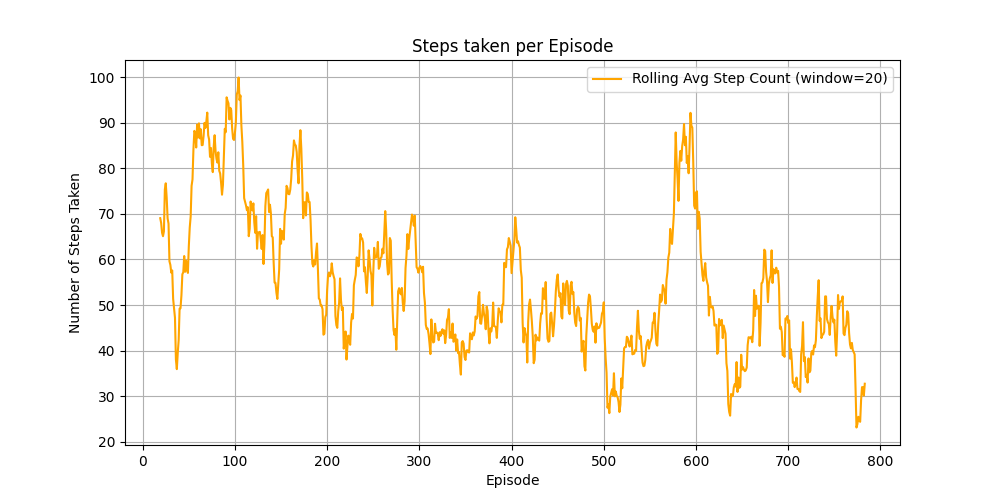 Steps taken per Episode
Rolling Avg Step Count (window=20)
Number of Steps Taken
100
90
80
70
60
50
40
30
20
0 100 200 300 400 500 600 700 800
Episode